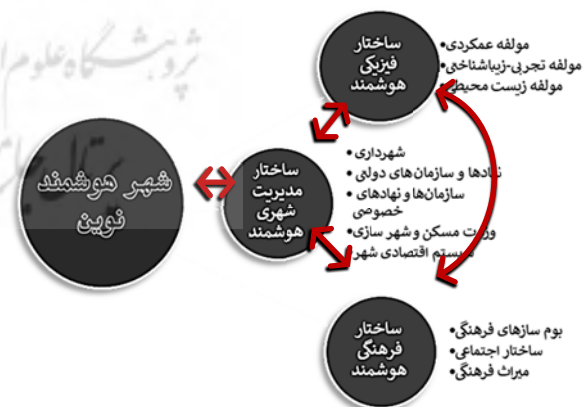 ساختار
فیزیکی
هوشمند
مولفه عمکردی•
مولفه تجربی-زیباشناختی•
مولفه زیست محیطی
شهر هوشمند
نوین
ساختار
مدیریت
شهری
هوشمند
شهرداری •
نهادها و سازمان های دولتی •
سازمان‌ها و نهادهای •
خصوصی
وزارت مسکن و شهر سازی•
سیستم اقتصادی شهر
ساختار
فرهنگی
هوشمند
بوم سازهای فرهنگی•
ساختار اجتماعی•
میراث فرهنگی•